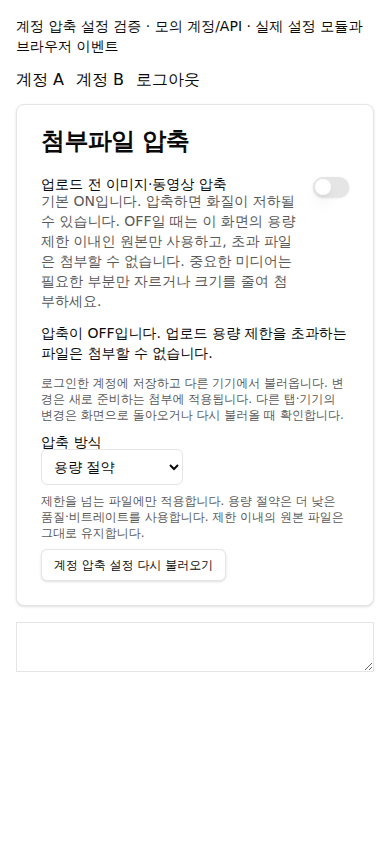 계정 압축 설정 검증 · 모의 계정/API · 실제 설정 모듈과
브라우저 이벤트
계정 A 계정 B 로그아웃
첨부파일 압축
업로드 전 이미지·동영상 압축
기본 ON입니다. 압축하면 화질이 저하될
수 있습니다. OFF일 때는 이 화면의 용량
제한 이내인 원본만 사용하고, 초과 파일
은 첨부할 수 없습니다. 중요한 미디어는
필요한 부분만 자르거나 크기를 줄여 첨
부하세요.
압축이 OFF입니다. 업로드 용량 제한을 초과하는
파일은 첨부할 수 없습니다.
로그인한 계정에 저장하고 다른 기기에서 불러옵니다. 변
경은 새로 준비하는 첨부에 적용됩니다. 다른 탭·기기의
변경은 화면으로 돌아오거나 다시 불러올 때 확인합니다.
압축 방식
용량 절약
제한을 넘는 파일에만 적용합니다. 용량 절약은 더 낮은
품질·비트레이트를 사용합니다. 제한 이내의 원본 파일은
그대로 유지합니다.
계정 압축 설정 다시 불러오기